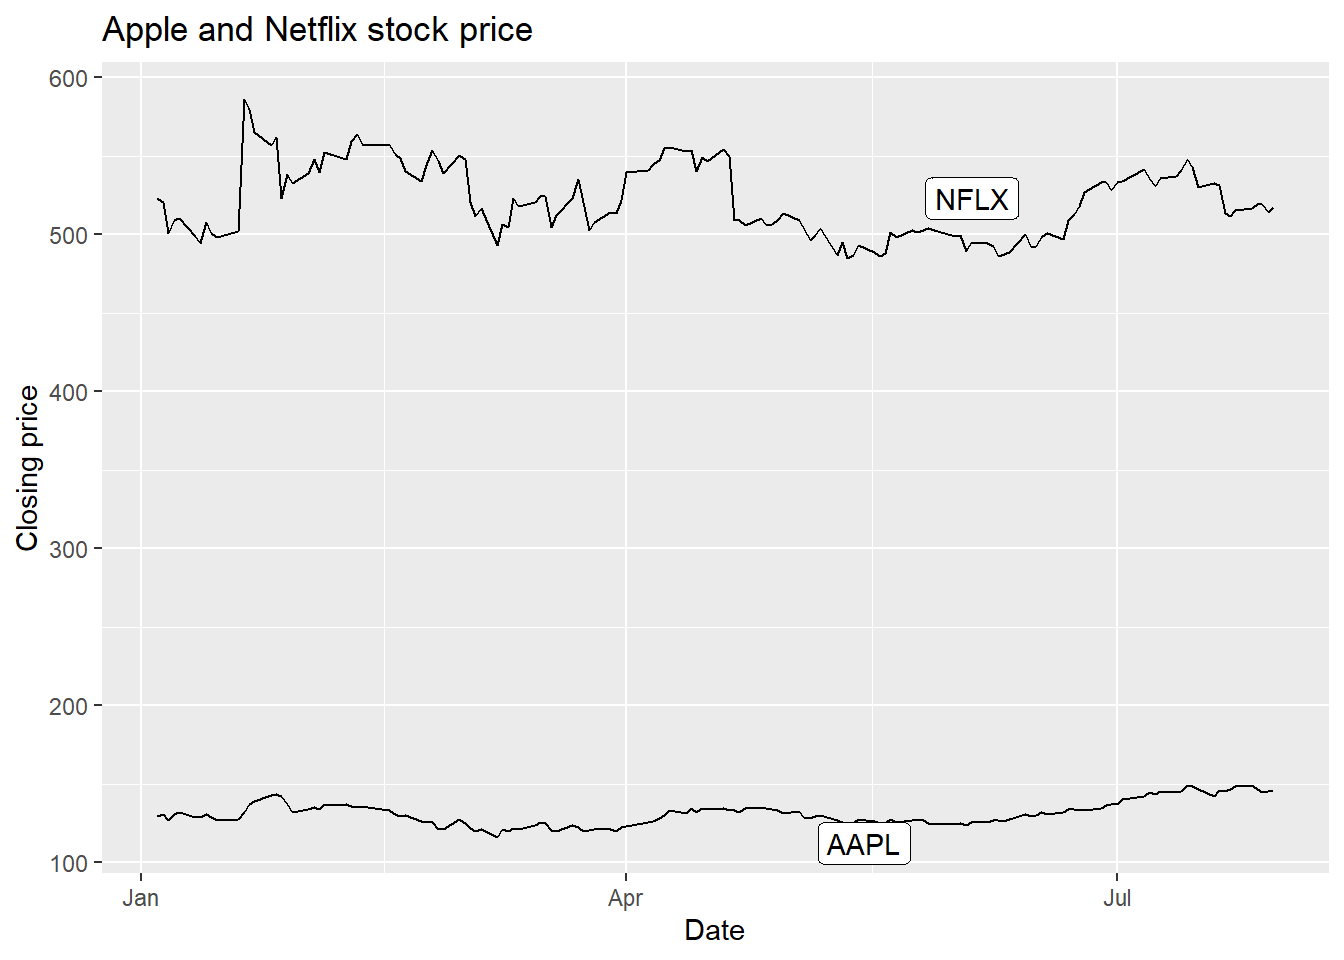 Apple and Netflix stock price
600
500
400
300
200
100
Closing price
NFLX
AAPL
Jan
Apr
Jul
Date